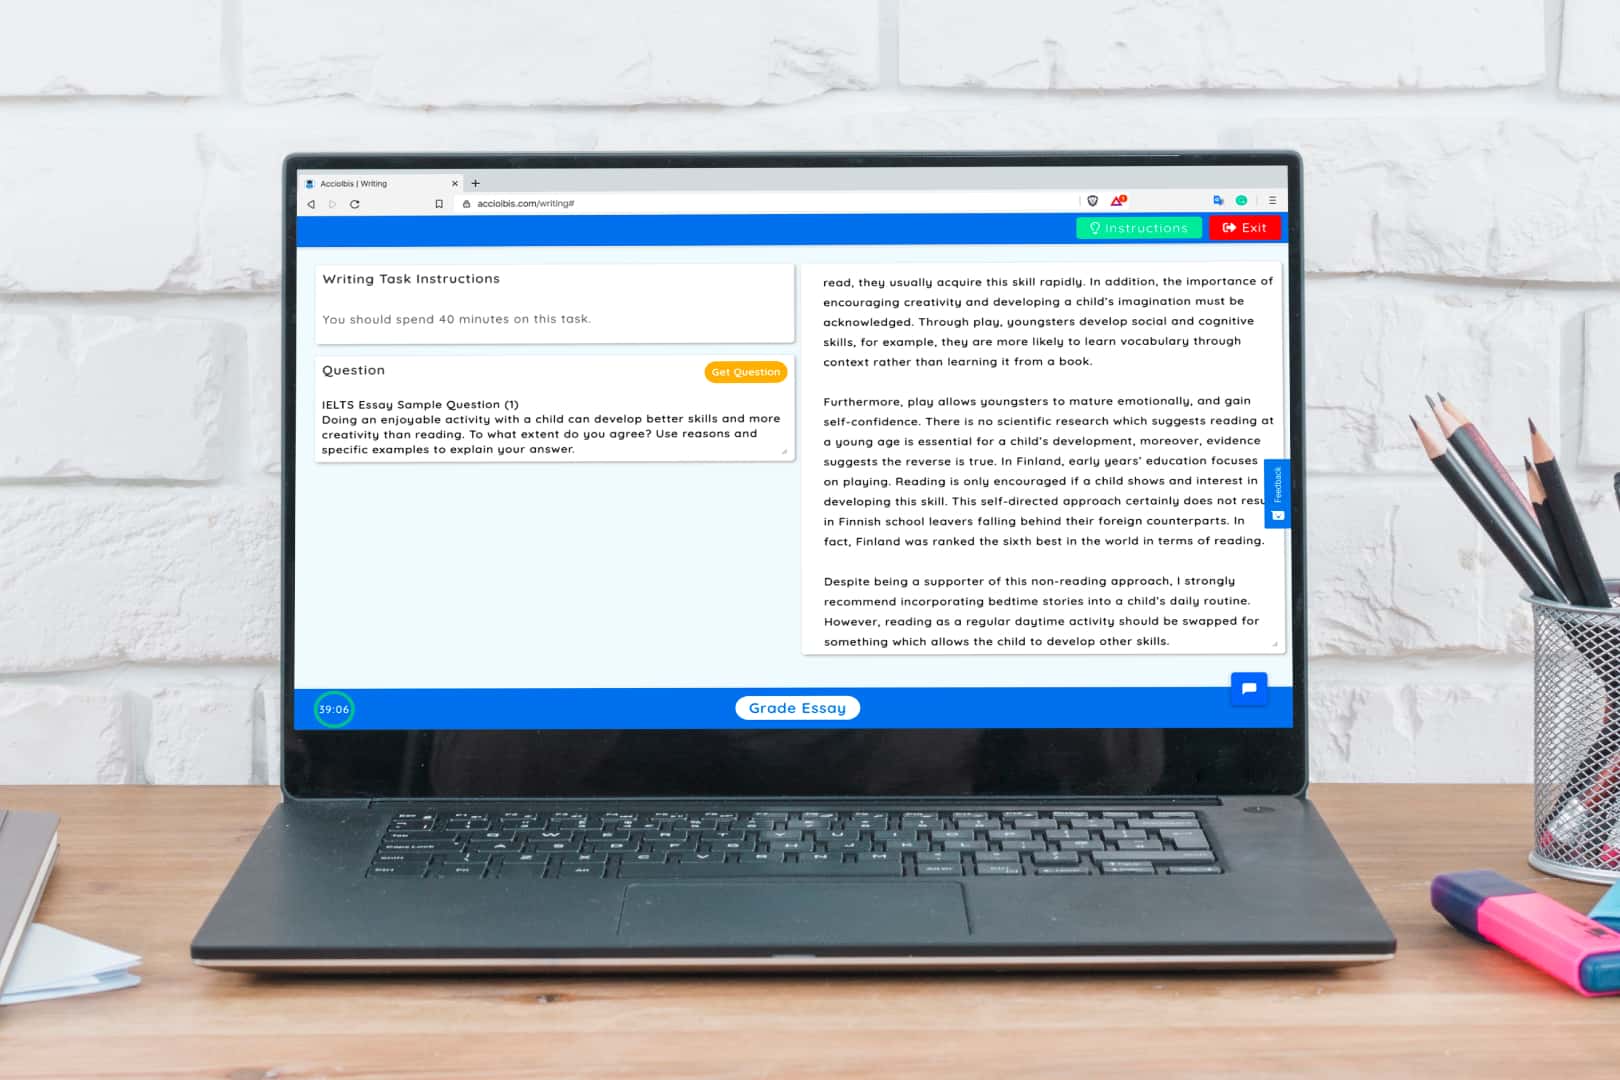 Acciolbis | Writing
accioibis.com/writing#
Instructions
Exit
Writing Task Instructions
You should spend 40 minutes on this task.
Question
Get Question
IELTS Essay Sample Question (1)
Doing an enjoyable activity with a child can develop better skills and more
creativity than reading. To what extent do you agree? Use reasons and
specific examples to explain your answer.
read, they usually acquire this skill rapidly. In addition, the importance of
encouraging creativity and developing a child's imagination must be
acknowledged. Through play, youngsters develop social and cognitive
skills, for example, they are more likely to learn vocabulary through
context rather than learning it from a book.
Furthermore, play allows youngsters to mature emotionally, and gain
self-confidence. There is no scientific research which suggests reading at
a young age is essential for a child's development, moreover, evidence
suggests the reverse is true. In Finland, early years' education focuses
on playing. Reading is only encouraged if a child shows and interest in
developing this skill. This self-directed approach certainly does not resu
in Finnish school leavers falling behind their foreign counterparts. In
fact, Finland was ranked the sixth best in the world in terms of reading.
Despite being a supporter of this non-reading approach, I strongly
recommend incorporating bedtime stories into a child's daily routine.
However, reading as a regular daytime activity should be swapped for
something which allows the child to develop other skills.
Feedback
39:06
Grade Essay